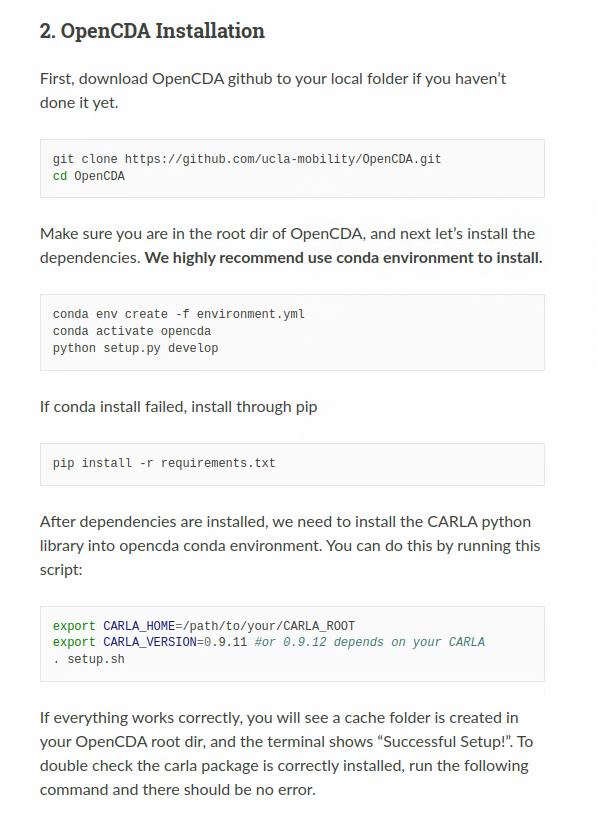 2. OpenCDA Installation
First, download OpenCDA github to your local folder if you haven’t
done it yet.
git clone https://github.com/ucla-mobility/OpenCDA.git
cd OpenCDA
Make sure you are in the root dir of OpenCDA, and next let’s install the
dependencies. We highly recommend use conda environment to install.
conda env create -f environment.yml
conda activate opencda
python setup.py develop
If conda install failed, install through pip
pip install -r requirements.txt
After dependencies are installed, we need to install the CARLA python
library into opencda conda environment. You can do this by running this
script:
export CARLA_HOME=/path/to/your/CARLA_ROOT
export CARLA_VERSION=0.9.11 #or 0.9.12 depends on your CARLA
. setup.sh
If everything works correctly, you will see a cache folder is created in
your OpenCDA root dir, and the terminal shows “Successful Setup!”. To
double check the carla package is correctly installed, run the following
command and there should be no error.